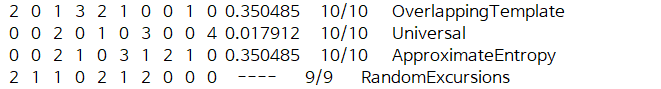 2 0 1 3 2 1 0 0 1 0 0.350485 10/10 OverlappingTemplate
0 0 2 0 1 0 3 0 0 4 0.017912 10/10 Universal
0 0 2 1 0 3 1 2 1 0 0.350485 10/10 ApproximateEntropy
2 1 1 0 2 1 2 0 0 0 ---- 9/9 RandomExcursions